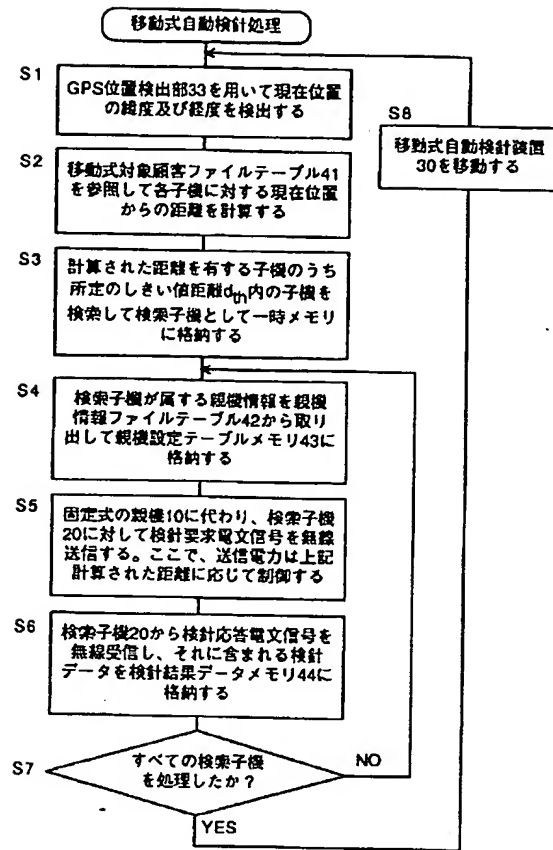 移動式自動検針処理
S1
GPS位置検出部33を用いて現在位置
の緯度及び経度を検出する
S8
移動式自動検針装置
30を移動する
S2
移動式対象顧客ファイルテーブル41
を参照して各子機に対する現在位置
からの距離を計算する
S3
計算された距離を有する子機のうち
所定のしきい値距離dth内の子機を
検索して検索子機として一時メモリ
に格納する
S4
検索子機が属する親機情報を親機
情報ファイルテーブル42から取り
出して親機設定テーブルメモリ43に
格納する
S5
固定式の親機10に代わり、検索子機
20に対して検針要求電文信号を無線
送信する。ここで、送信電力は上記
計算された距離に応じて制御する
S6
検索子機20から検針応答電文信号を
無線受信し、それに含まれる検針
データを検針結果データメモリ44に
格納する
S7
すべての検索子機
を処理したか？
NO
YES